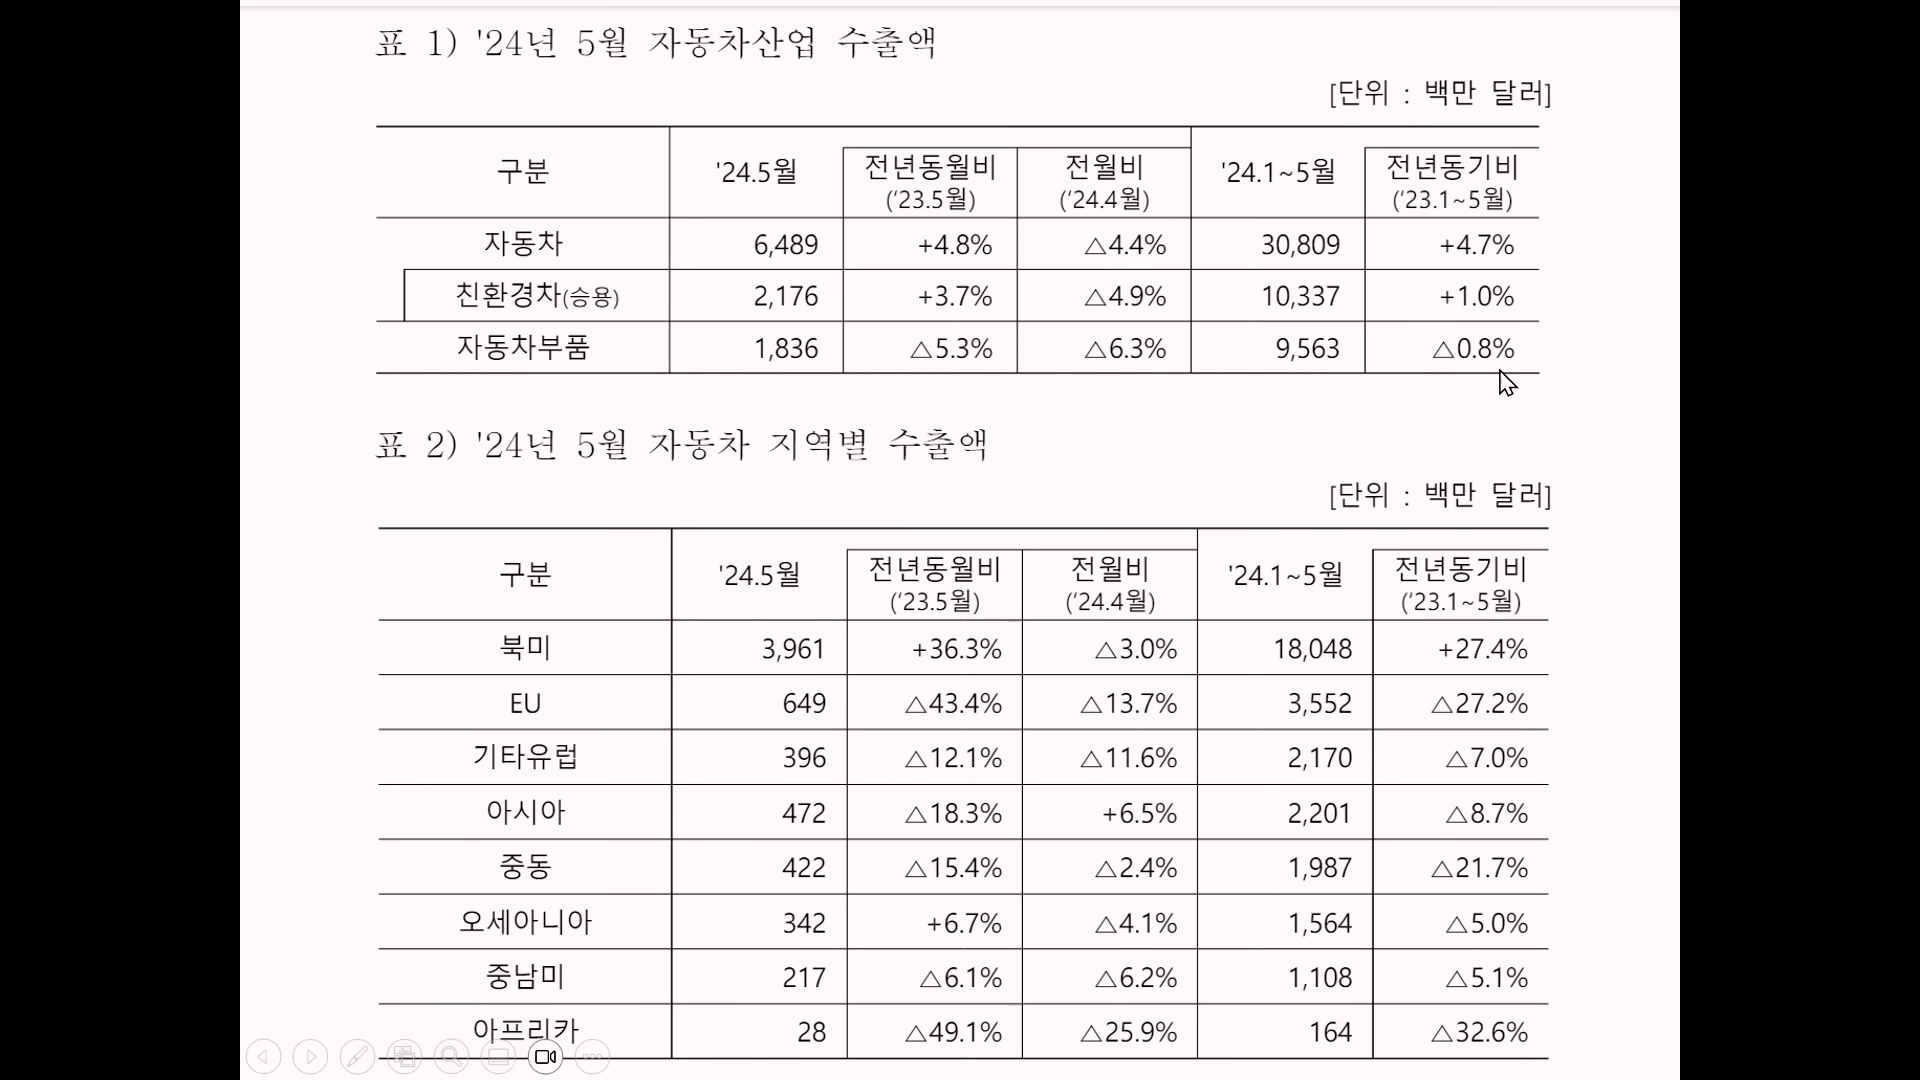 표 1) '24년 5월 자동차산업 수출액
[단위 : 백만 달러]
구분 '24.5월 전년동월비 ('23.5월) 전월비 ('24.4월) '24.1~5월 전년동기비 ('23.1~5월)
자동차 6,489 +4.8% △4.4% 30,809 +4.7%
친환경차(승용) 2,176 +3.7% △4.9% 10,337 +1.0%
자동차부품 1,836 △5.3% △6.3% 9,563 △0.8%
표 2) '24년 5월 자동차 지역별 수출액
[단위 : 백만 달러]
구분 '24.5월 전년동월비 ('23.5월) 전월비 ('24.4월) '24.1~5월 전년동기비 ('23.1~5월)
북미 3,961 +36.3% △3.0% 18,048 +27.4%
EU 649 △43.4% △13.7% 3,552 △27.2%
기타유럽 396 △12.1% △11.6% 2,170 △7.0%
아시아 472 △18.3% +6.5% 2,201 △8.7%
중동 422 △15.4% △2.4% 1,987 △21.7%
오세아니아 342 +6.7% △4.1% 1,564 △5.0%
중남미 217 △6.1% △6.2% 1,108 △5.1%
아프리카 28 △49.1% △25.9% 164 △32.6%